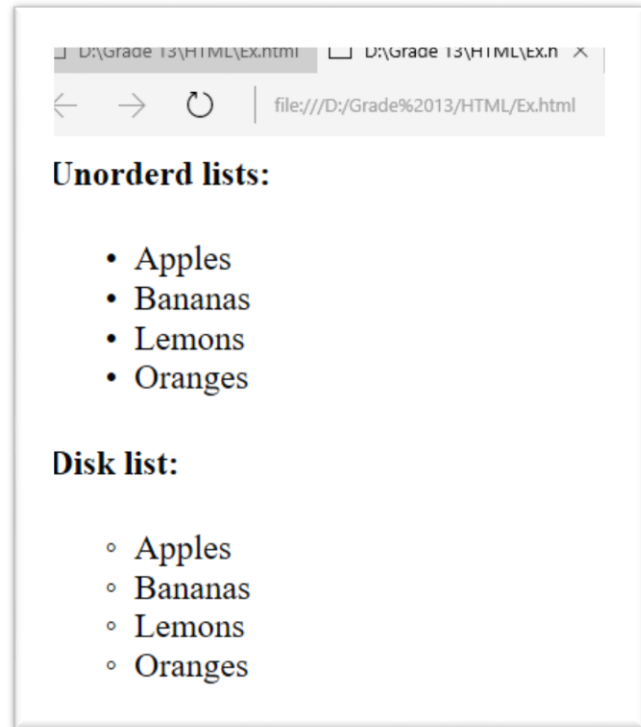 D:\Grade 13\HTML\Ex.html D:\Grade 13\HTML\Ex.h
file:///D:/Grade%2013/HTML/Ex.html
Unorderd lists:
• Apples
• Bananas
• Lemons
• Oranges
Disk list:
◦ Apples
◦ Bananas
◦ Lemons
◦ Oranges